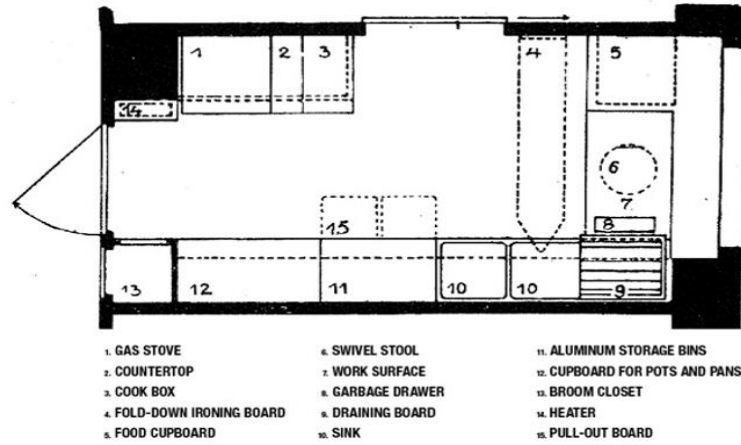 1 2 3 4 5
14
6
7
15
8
13 12 11 10 10 9
1. GAS STOVE
2. COUNTERTOP
3. COOK BOX
4. FOLD-DOWN IRONING BOARD
5. FOOD CUPBOARD
6. SWIVEL STOOL
7. WORK SURFACE
8. GARBAGE DRAWER
9. DRAINING BOARD
10. SINK
11. ALUMINUM STORAGE BINS
12. CUPBOARD FOR POTS AND PANS
13. BROOM CLOSET
14. HEATER
15. PULL-OUT BOARD